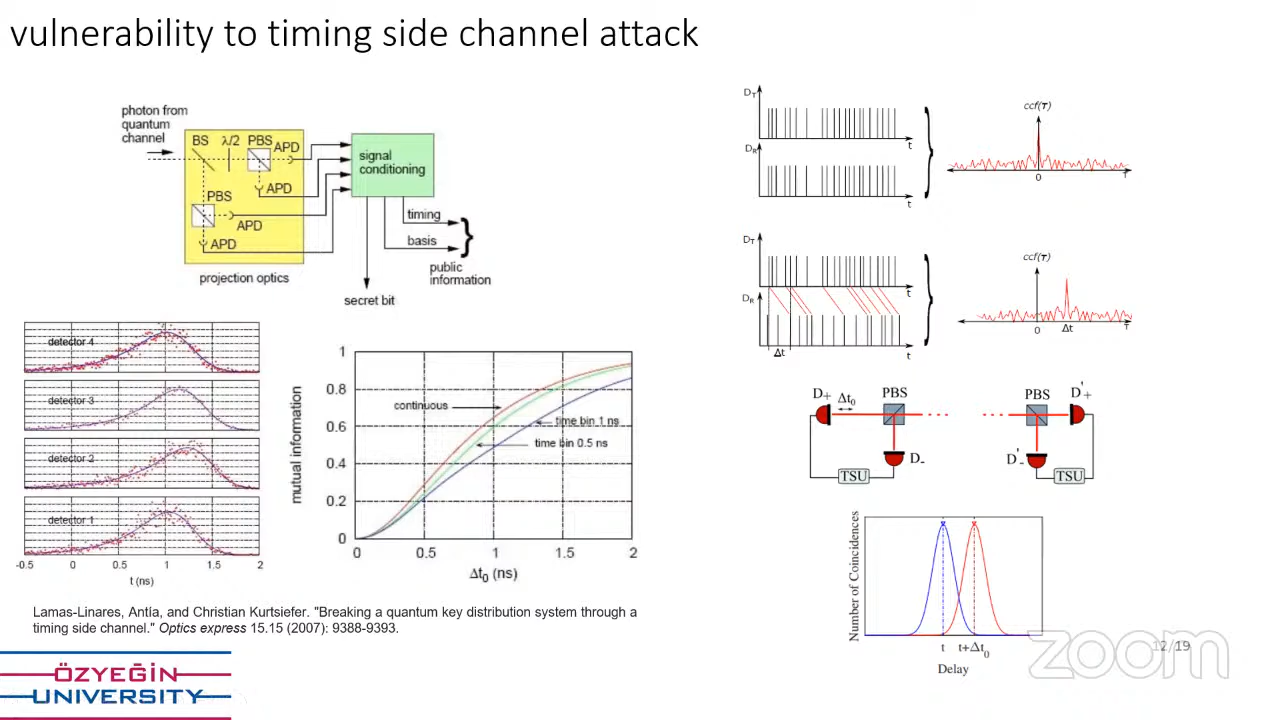 vulnerability to timing side channel attack
photon from
quantum
channel
BS
λ/2
PBS
APD
APD
PBS
APD
APD
projection optics
signal
conditioning
timing
basis
public
information
secret bit
detector 4
detector 3
detector 2
detector 1
-0.5 0 0.5 1 1.5 2
t (ns)
mutual information
1
0.8
0.6
0.4
0.2
0
continuous
time bin 1 ns
time bin 0.5 ns
0 0.5 1 1.5 2
Δt0 (ns)
Lamas-Linares, Antía, and Christian Kurtsiefer. "Breaking a quantum key distribution system through a
timing side channel." Optics express 15.15 (2007): 9388-9393.
ÖZYEĞİN
UNIVERSITY
DT
t
DR
t
ccf(τ)
0
τ
DT
t
DR
t
Δt
ccf(τ)
0 Δt τ
D+ Δt0 PBS
D-
TSU
PBS D'+
D'-
TSU
Number of Coincidences
t t+Δt0
Delay
12/19
zoom